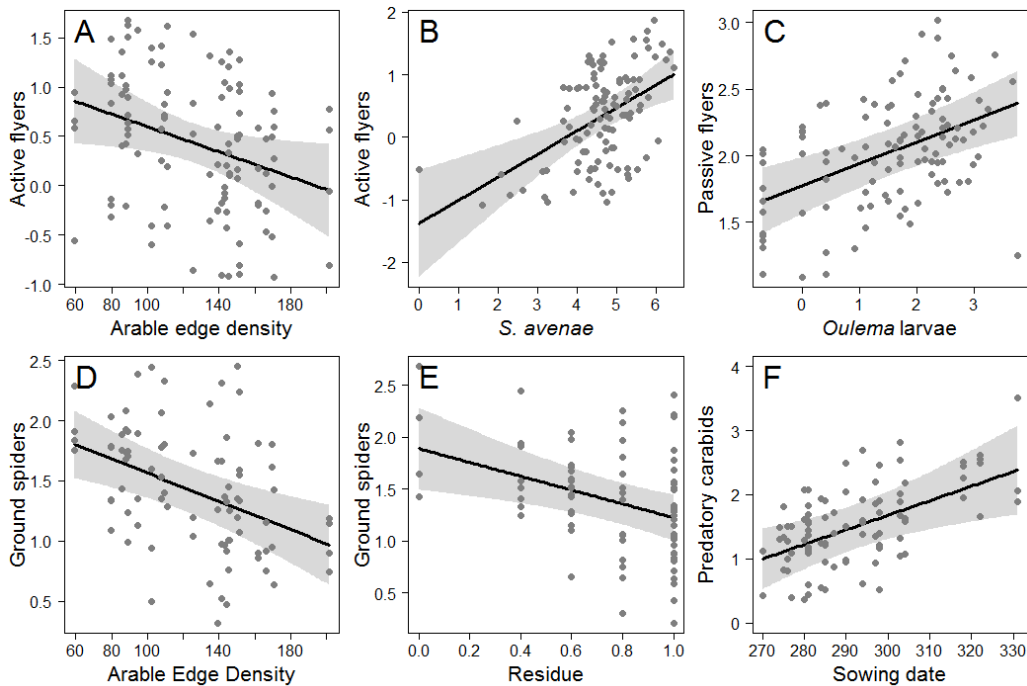 A
Active flyers
1.5
1.0
0.5
0.0
-0.5
-1.0
60 80 100 140 180
Arable edge density
B
Active flyers
2
1
0
-1
-2
0 1 2 3 4 5 6
S. avenae
C
Passive flyers
3.0
2.5
2.0
1.5
0 1 2 3
Oulema larvae
D
Ground spiders
2.5
2.0
1.5
1.0
0.5
60 80 100 140 180
Arable Edge Density
E
Ground spiders
2.5
2.0
1.5
1.0
0.5
0.0 0.2 0.4 0.6 0.8 1.0
Residue
F
Predatory carabids
4
3
2
1
0
270 280 290 300 310 320 330
Sowing date